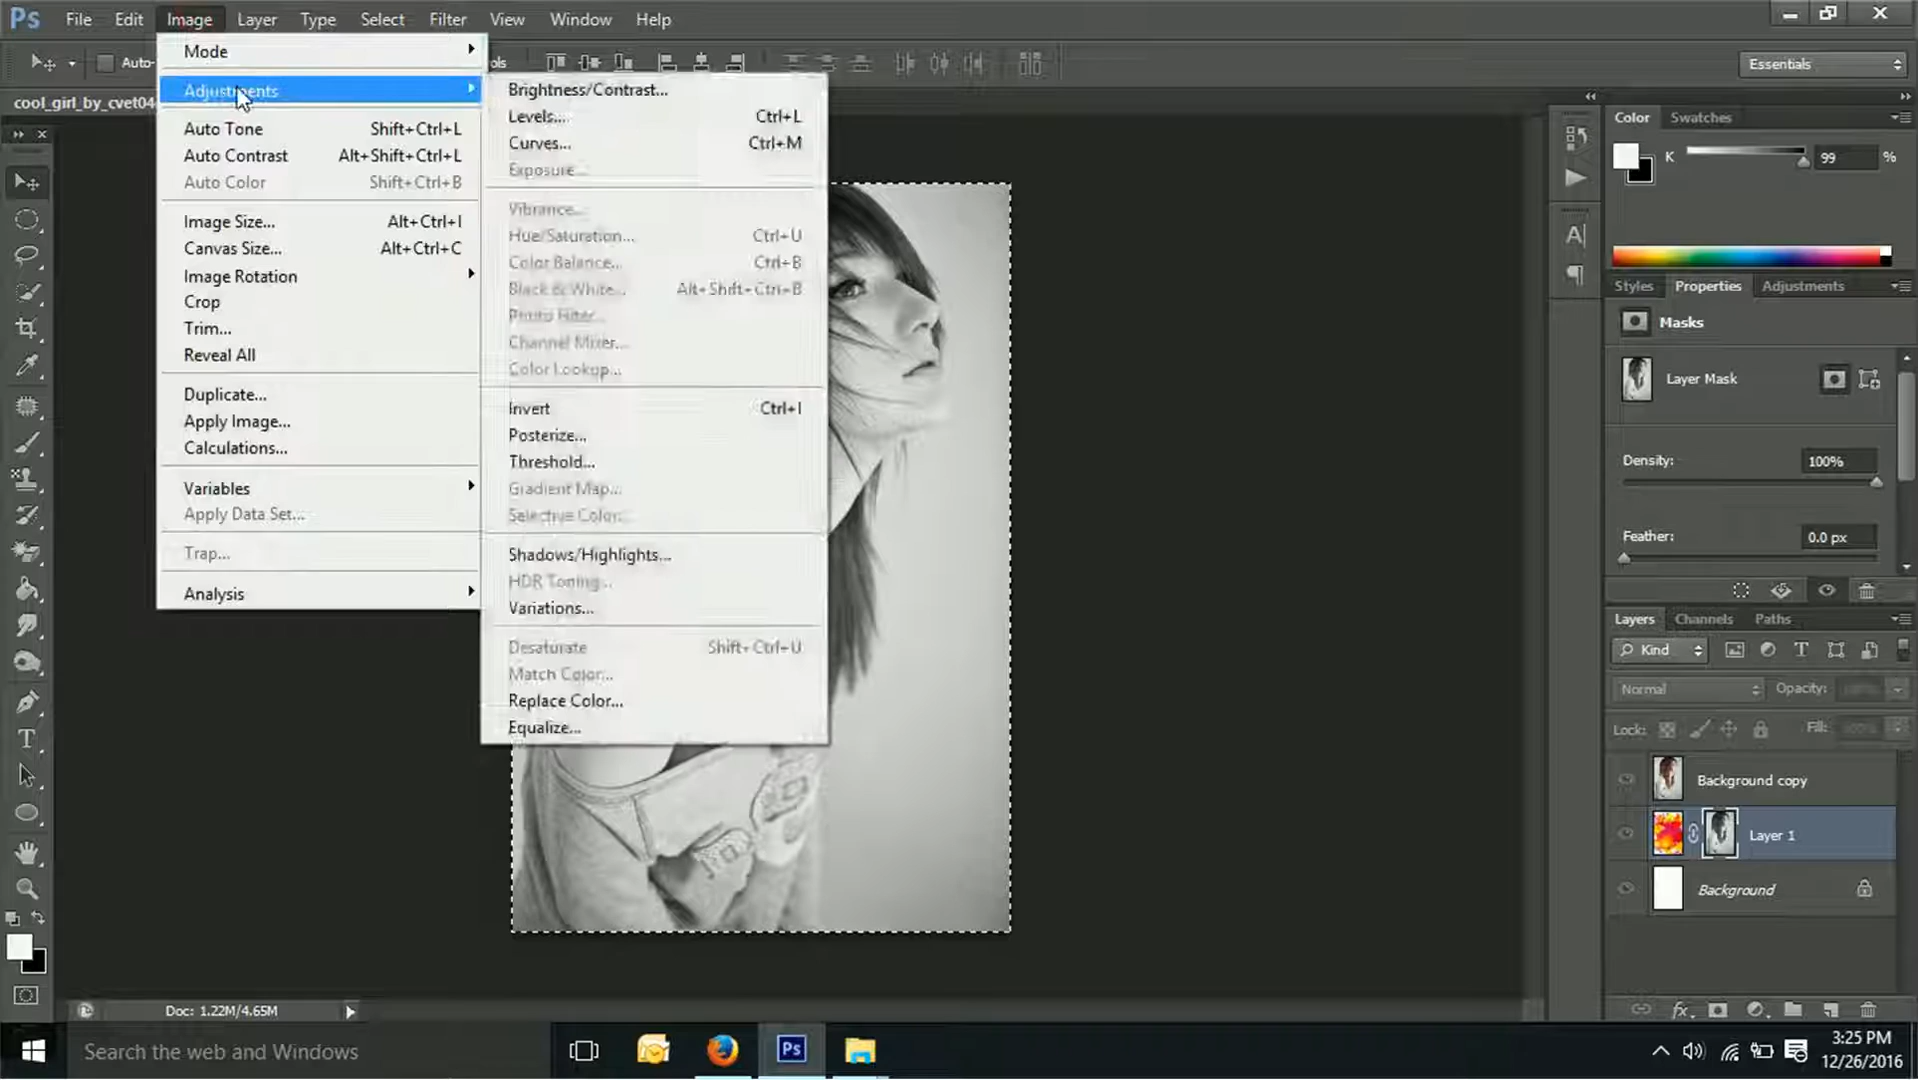 Ps File Edit Image Layer Type Select Filter View Window Help
Auto-
Essentials
cool_girl_by_cvet04
Mode
Adjustments
Auto Tone Shift+Ctrl+L
Auto Contrast Alt+Shift+Ctrl+L
Auto Color Shift+Ctrl+B
Image Size... Alt+Ctrl+I
Canvas Size... Alt+Ctrl+C
Image Rotation
Crop
Trim...
Reveal All
Duplicate...
Apply Image...
Calculations...
Variables
Apply Data Set...
Trap...
Analysis
Brightness/Contrast...
Levels... Ctrl+L
Curves... Ctrl+M
Exposure...
Vibrance...
Hue/Saturation... Ctrl+U
Color Balance... Ctrl+B
Black & White... Alt+Shift+Ctrl+B
Photo Filter...
Channel Mixer...
Color Lookup...
Invert Ctrl+I
Posterize...
Threshold...
Gradient Map...
Selective Color...
Shadows/Highlights...
HDR Toning...
Variations...
Desaturate Shift+Ctrl+U
Match Color...
Replace Color...
Equalize...
Color Swatches
K 99 %
Styles Properties Adjustments
Masks
Layer Mask
Density: 100%
Feather: 0.0 px
Layers Channels Paths
Kind
Normal Opacity:
Lock: Fill:
Background copy
Layer 1
Background
Doc: 1.22M/4.65M
Search the web and Windows
Ps
3:25 PM
12/26/2016